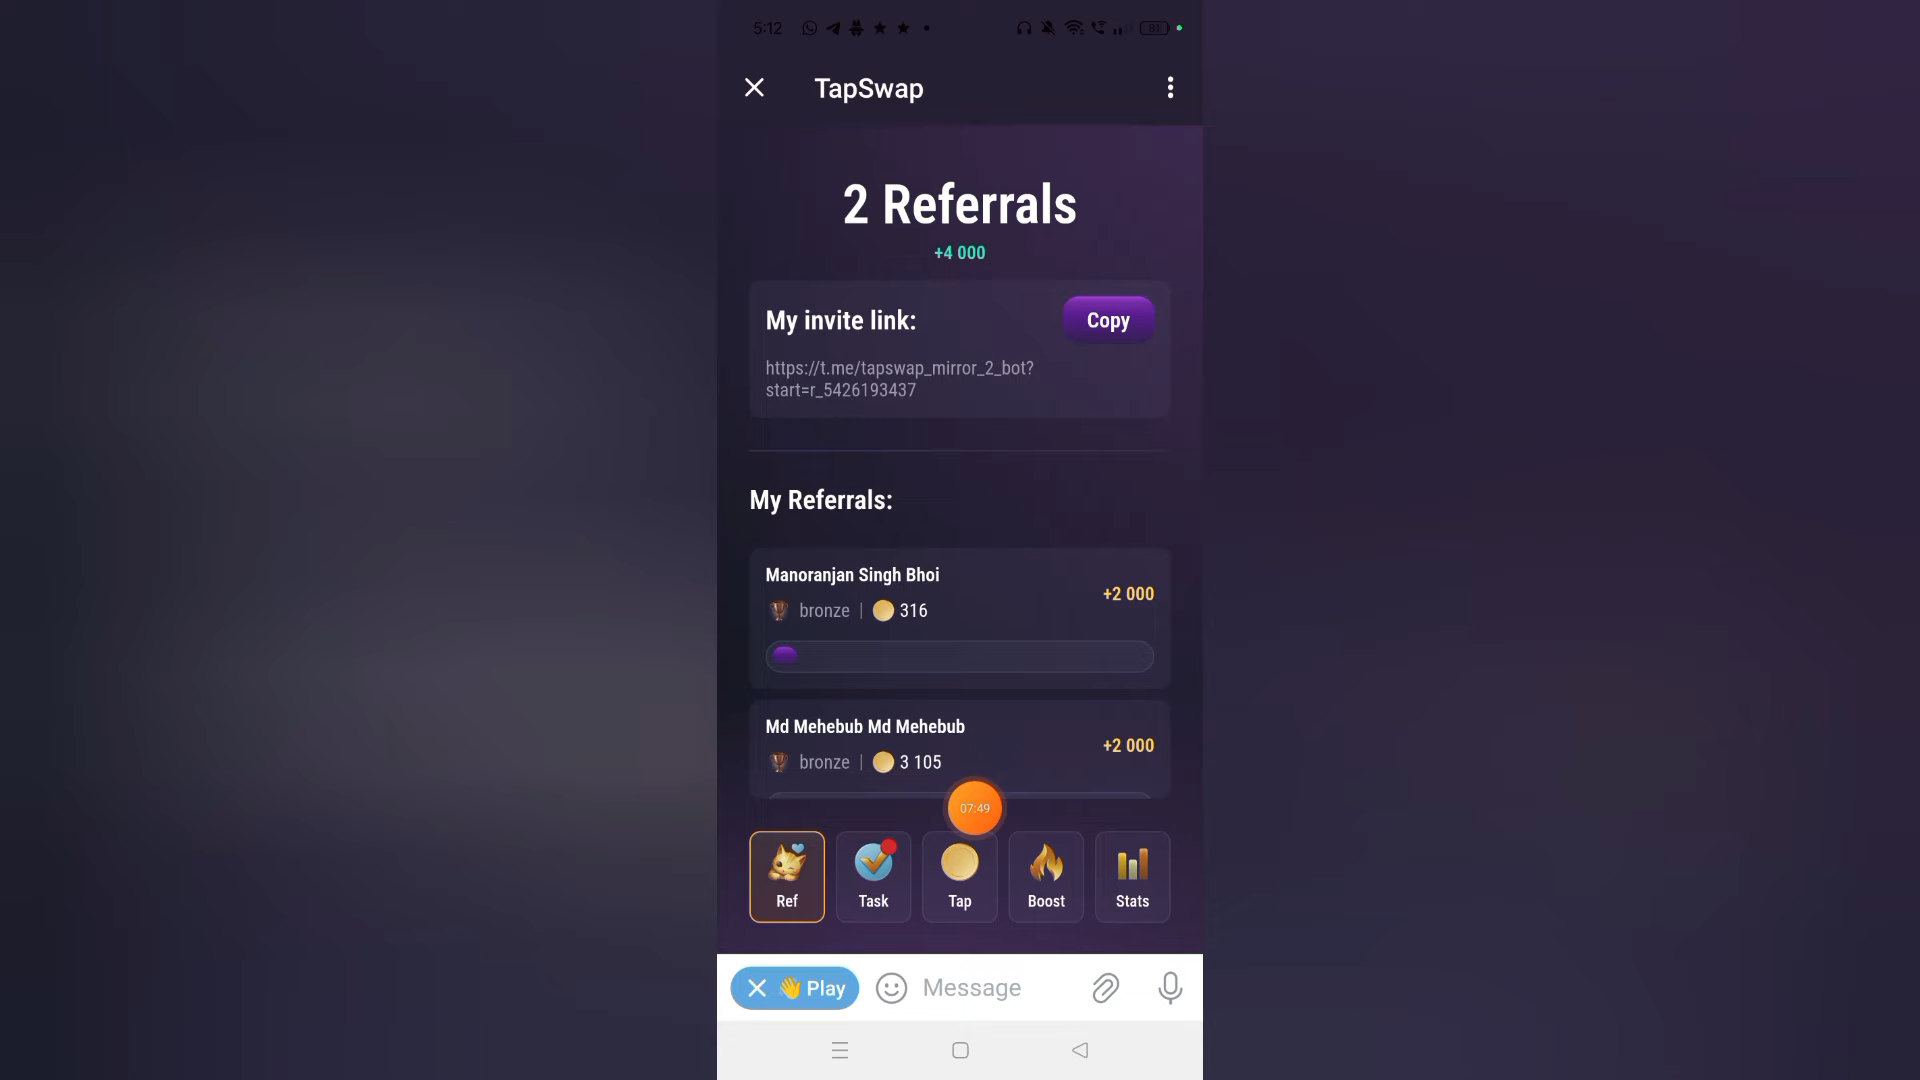 5:12
81
TapSwap
2 Referrals
+4 000
My invite link:
Copy
https://t.me/tapswap_mirror_2_bot?
start=r_5426193437
My Referrals:
Manoranjan Singh Bhoi
bronze | 316
+2 000
Md Mehebub Md Mehebub
bronze | 3 105
+2 000
07:49
Ref
Task
Tap
Boost
Stats
👋 Play
Message